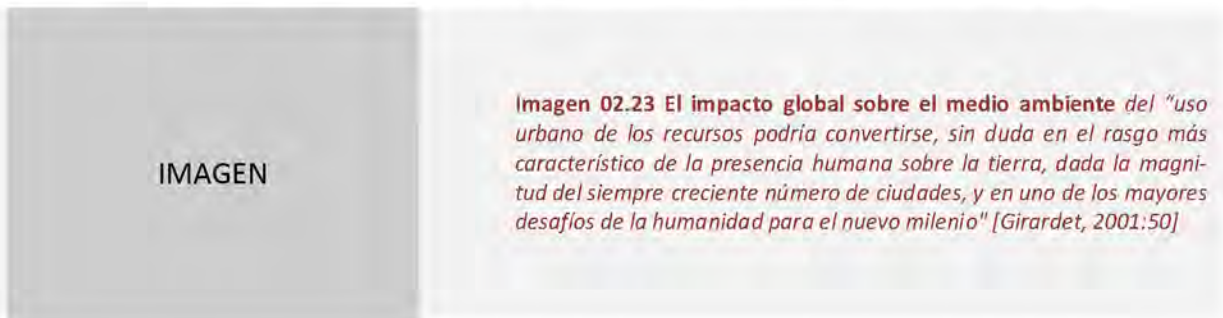 IMAGEN
Imagen 02.23 El impacto global sobre el medio ambiente del “uso
urbano de los recursos podría convertirse, sin duda en el rasgo más
característico de la presencia humana sobre la tierra, dada la magni-
tud del siempre creciente número de ciudades, y en uno de los mayores
desafíos de la humanidad para el nuevo milenio" [Girardet, 2001:50]